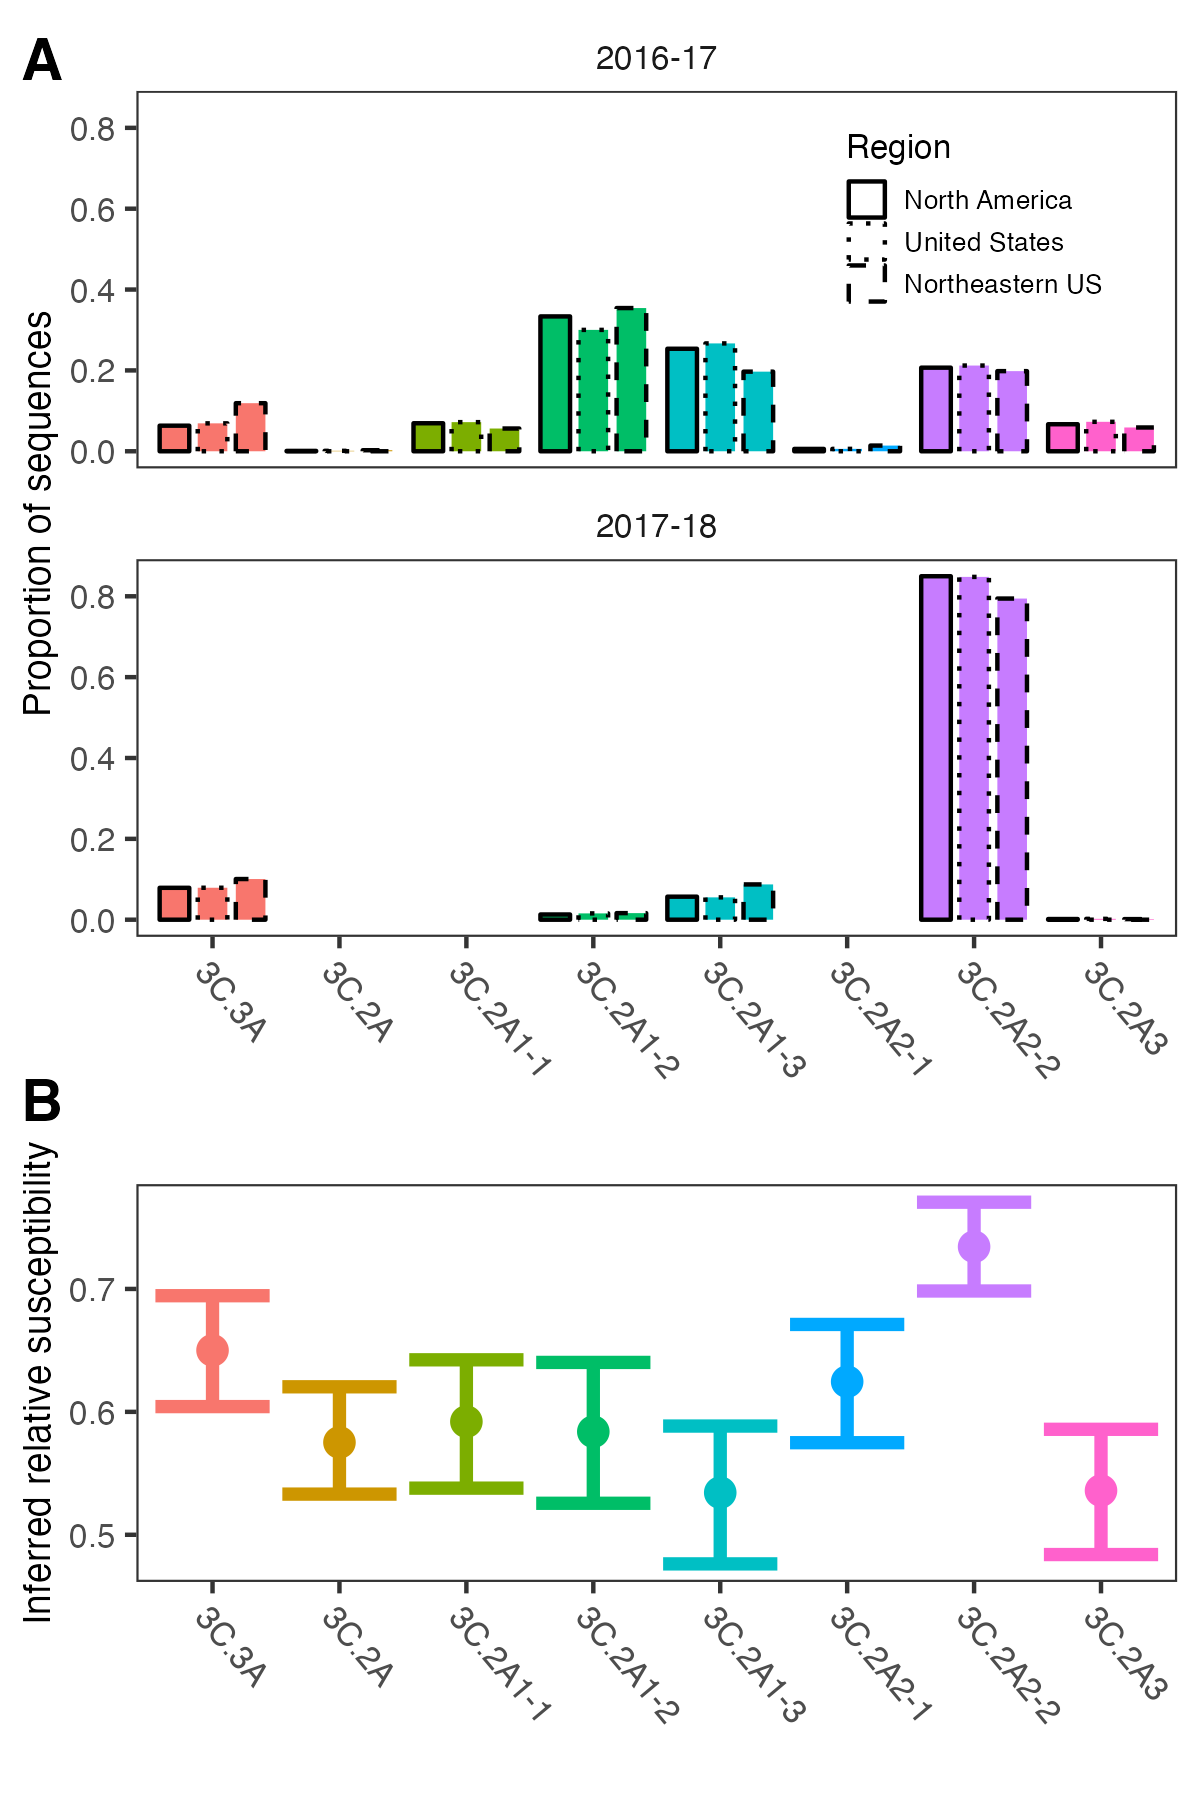 A
2016-17
Proportion of sequences
0.8
0.6
0.4
0.2
0.0
Region
North America
United States
Northeastern US
2017-18
0.8
0.6
0.4
0.2
0.0
3C.3A
3C.2A
3C.2A1-1
3C.2A1-2
3C.2A1-3
3C.2A2-1
3C.2A2-2
3C.2A3
B
Inferred relative susceptibility
0.7
0.6
0.5
3C.3A
3C.2A
3C.2A1-1
3C.2A1-2
3C.2A1-3
3C.2A2-1
3C.2A2-2
3C.2A3